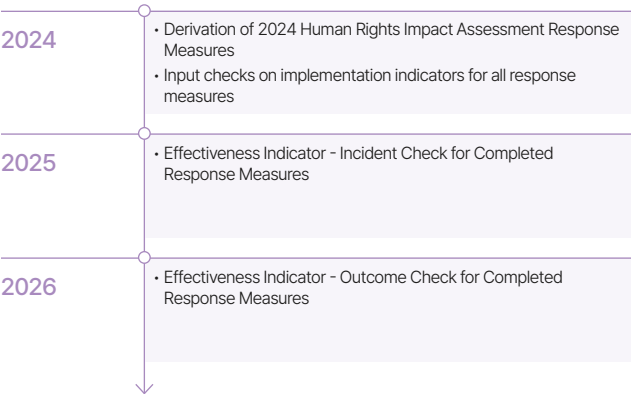 2024
• Derivation of 2024 Human Rights Impact Assessment Response
Measures
• Input checks on implementation indicators for all response
measures
2025
• Effectiveness Indicator - Incident Check for Completed
Response Measures
2026
• Effectiveness Indicator - Outcome Check for Completed
Response Measures